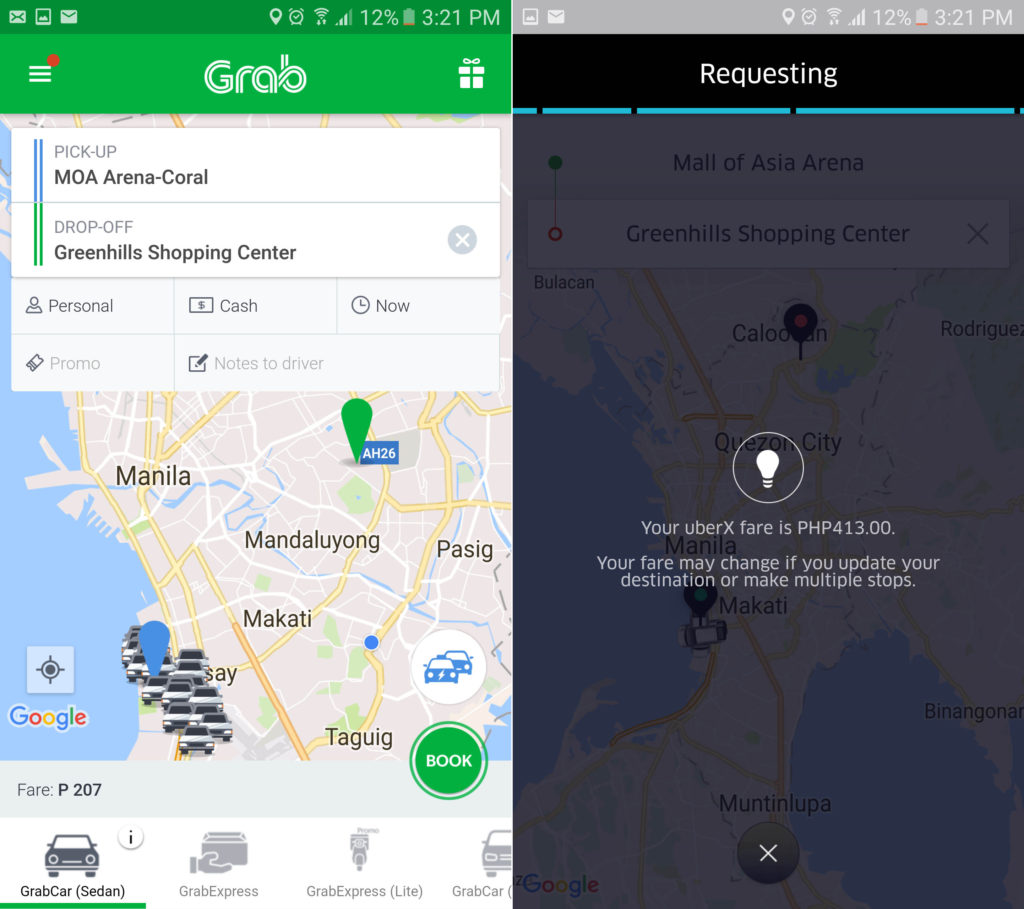 12% 3:21 PM
Grab
PICK-UP
MOA Arena-Coral
DROP-OFF
Greenhills Shopping Center
Personal
$ Cash
Now
Promo
Notes to driver
AH26
Manila
Mandaluyong
Pasig
Makati
say
Taguig
Google
BOOK
Fare: P 207
i
Promo
GrabCar (Sedan)
GrabExpress
GrabExpress (Lite)
GrabCar (
12% 3:21 PM
Requesting
Mall of Asia Arena
Greenhills Shopping Center
Bulacan
Caloocan
Rodriguez
Quezon City
Your uberX fare is PHP413.00.
Manila
Your fare may change if you update your
destination or make multiple stops.
Makati
Binangonan
Muntinlupa
Google